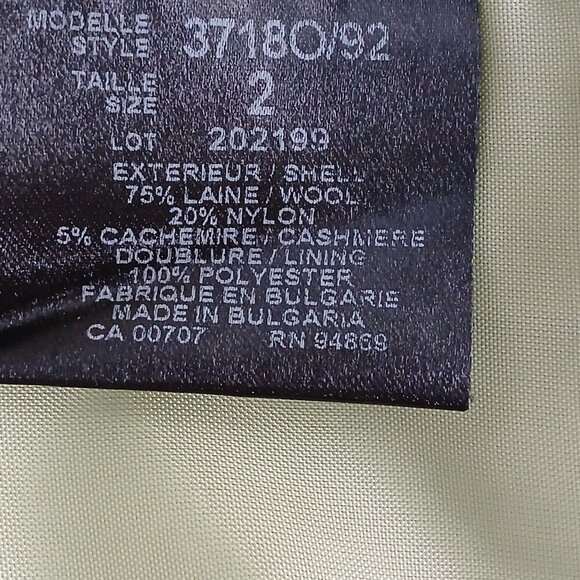 MODELLE 3718O/92
STYLE
TAILLE 2
SIZE
LOT 202199
EXTERIEUR / SHELL
75% LAINE / WOOL
20% NYLON
5% CACHEMIRE / CASHMERE
DOUBLURE / LINING
100% POLYESTER
FABRIQUE EN BULGARIE
MADE IN BULGARIA
CA 00707 RN 94869